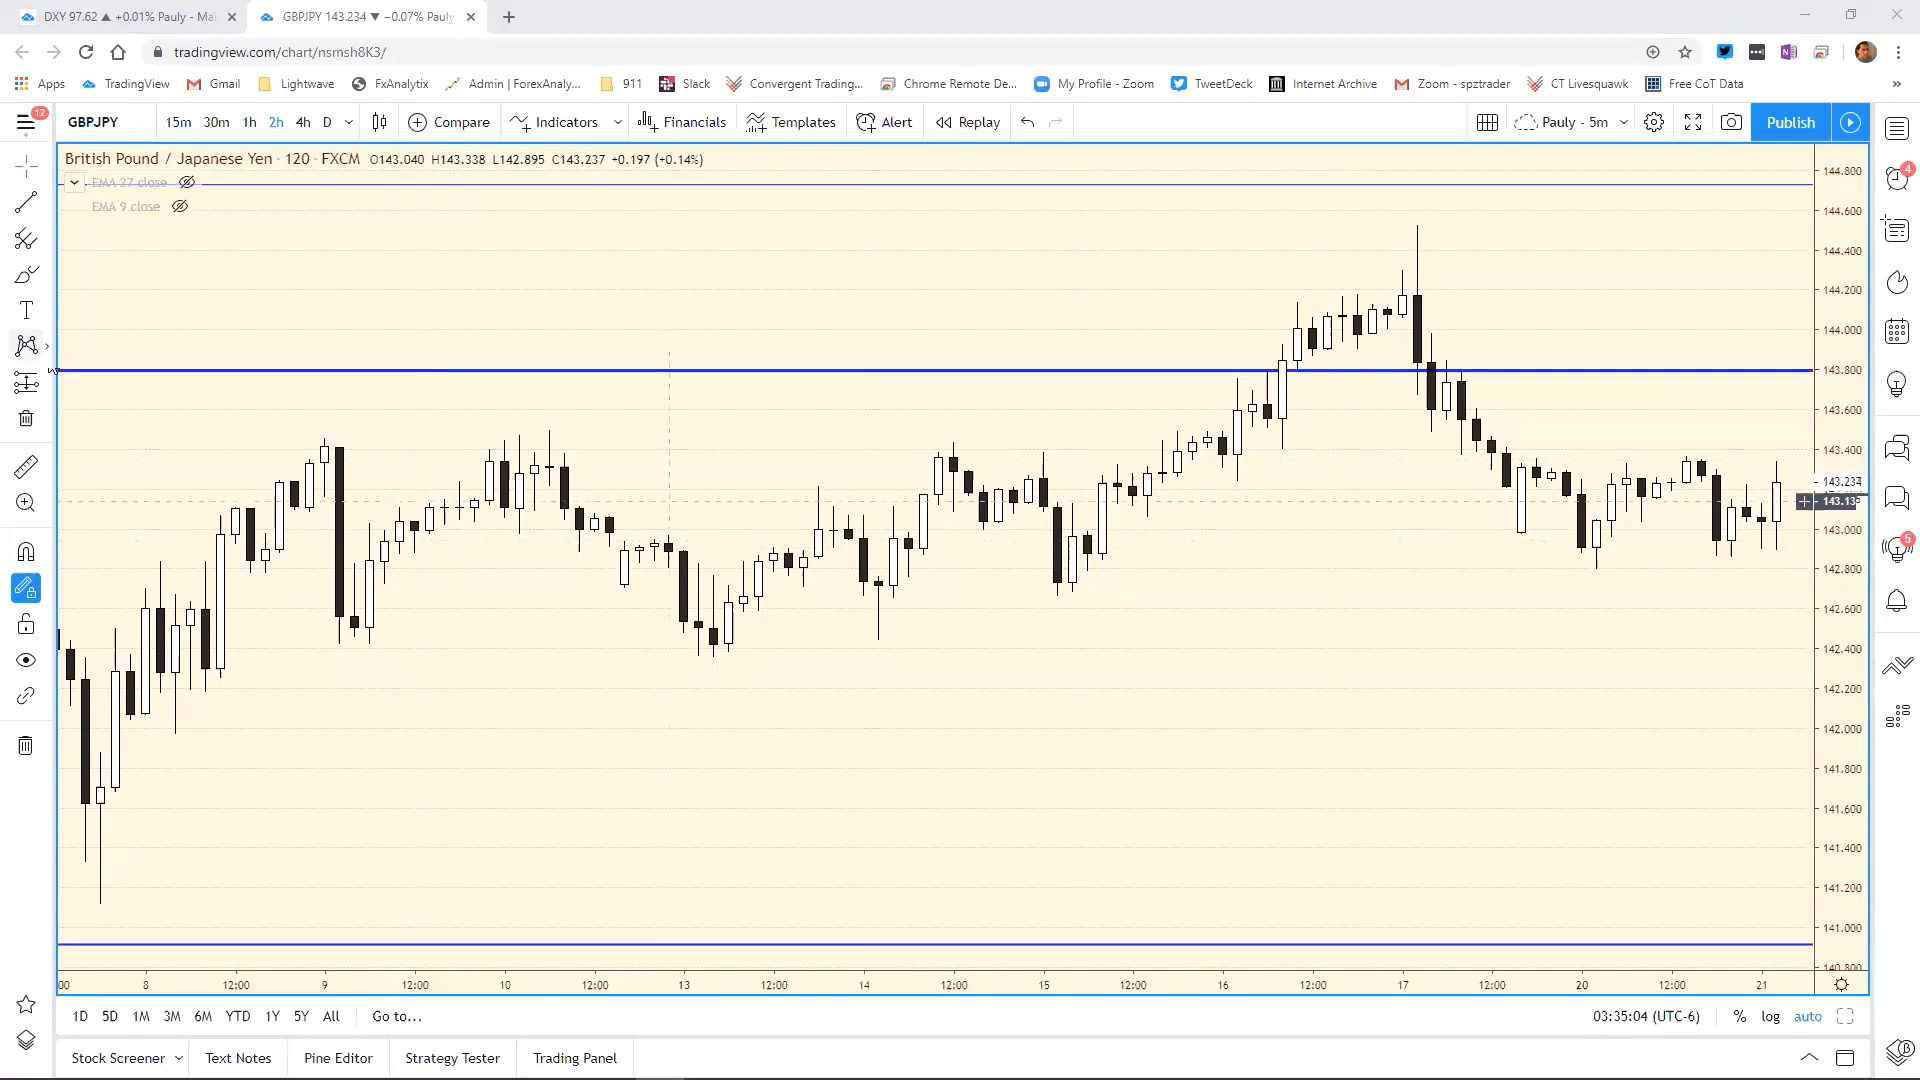 DXY 97.62 ▲ +0.01% Pauly - Mai
GBPJPY 143.234 ▼ −0.07% Pauly
tradingview.com/chart/nsmsh8K3/
Apps TradingView Gmail Lightwave FxAnalytix Admin | ForexAnaly... 911 Slack Convergent Trading... Chrome Remote De... My Profile - Zoom TweetDeck Internet Archive Zoom - spztrader CT Livesquawk Free CoT Data »
12
GBPJPY 15m 30m 1h 2h 4h D Compare Indicators Financials Templates Alert Replay Pauly - 5m Publish
British Pound / Japanese Yen · 120 · FXCM O143.040 H143.338 L142.895 C143.237 +0.197 (+0.14%)
EMA 27 close
EMA 9 close
144.800
144.600
144.400
144.200
144.000
143.800
143.600
143.400
143.234
143.13
143.000
142.800
142.600
142.400
142.200
142.000
141.800
141.600
141.400
141.200
141.000
140.800
4
5
:00 8 12:00 9 12:00 10 12:00 13 12:00 14 12:00 15 12:00 16 12:00 17 12:00 20 12:00 21
1D 5D 1M 3M 6M YTD 1Y 5Y All Go to... 03:35:04 (UTC-6) % log auto
Stock Screener Text Notes Pine Editor Strategy Tester Trading Panel